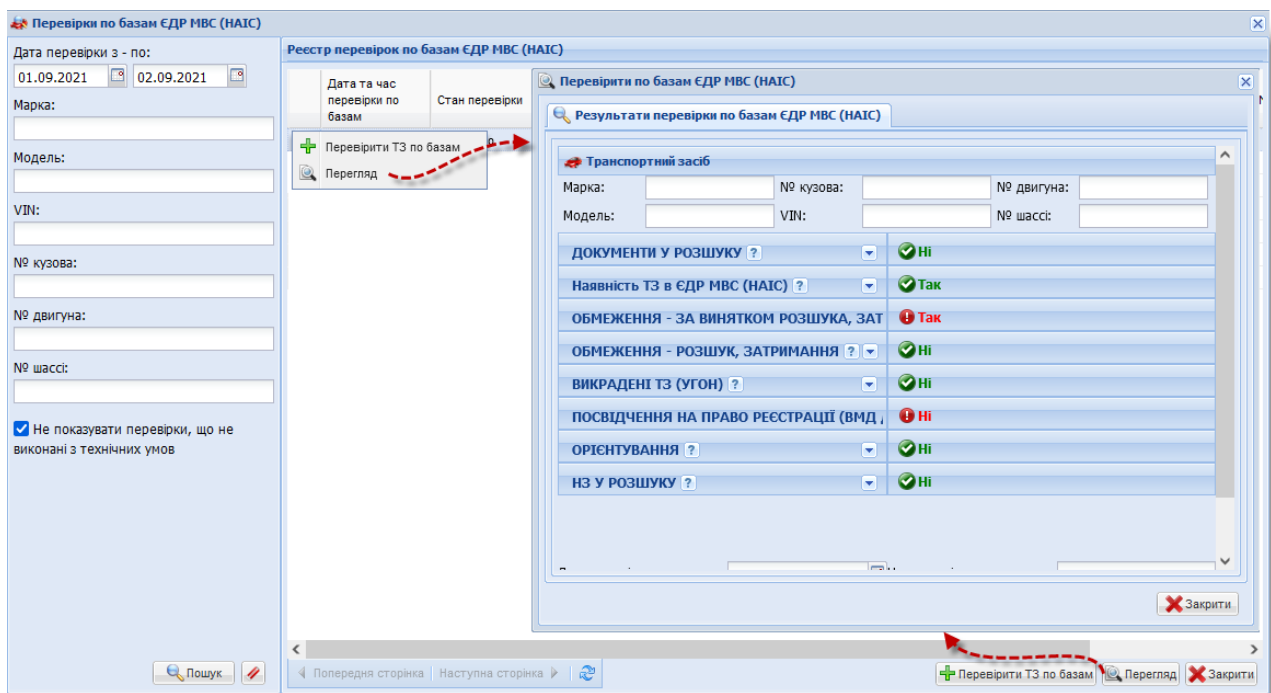 Перевірки по базам ЄДР МВС (НАІС)
Дата перевірки з - по:
01.09.2021 02.09.2021
Марка:
Модель:
VIN:
№ кузова:
№ двигуна:
№ шассі:
Не показувати перевірки, що не
виконані з технічних умов
Пошук
Реєстр перевірок по базам ЄДР МВС (НАІС)
Дата та час
перевірки по
базам
Стан перевірки
Перевірити ТЗ по базам
Перегляд
Перевірити по базам ЄДР МВС (НАІС)
Результати перевірки по базам ЄДР МВС (НАІС)
Транспортний засіб
Марка: № кузова: № двигуна:
Модель: VIN: № шассі:
ДОКУМЕНТИ У РОЗШУКУ ? Ні
Наявність ТЗ в ЄДР МВС (НАІС) ? Так
ОБМЕЖЕННЯ - ЗА ВИНЯТКОМ РОЗШУКА, ЗАТ Так
ОБМЕЖЕННЯ - РОЗШУК, ЗАТРИМАННЯ ? Ні
ВИКРАДЕНІ ТЗ (УГОН) ? Ні
ПОСВІДЧЕННЯ НА ПРАВО РЕЄСТРАЦІЇ (ВМД Ні
ОРІЄНТУВАННЯ ? Ні
НЗ У РОЗШУКУ ? Ні
Закрити
Попередня сторінка Наступна сторінка
Перевірити ТЗ по базам Перегляд Закрити